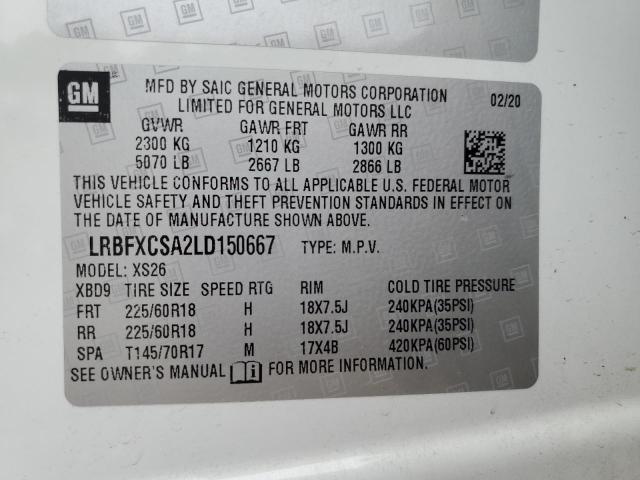 GM GM GM GM
GM
MFD BY SAIC GENERAL MOTORS CORPORATION
LIMITED FOR GENERAL MOTORS LLC
02/20
GVWR GAWR FRT GAWR RR
2300 KG 1210 KG 1300 KG
5070 LB 2667 LB 2866 LB
THIS VEHICLE CONFORMS TO ALL APPLICABLE U.S. FEDERAL MOTOR
VEHICLE SAFETY AND THEFT PREVENTION STANDARDS IN EFFECT ON
THE DATE OF MANUFACTURE SHOWN ABOVE.
LRBFXCSA2LD150667 TYPE: M.P.V.
MODEL: XS26
XBD9 TIRE SIZE SPEED RTG RIM COLD TIRE PRESSURE
FRT 225/60R18 H 18X7.5J 240KPA(35PSI)
RR 225/60R18 H 18X7.5J 240KPA(35PSI)
SPA T145/70R17 M 17X4B 420KPA(60PSI)
SEE OWNER'S MANUAL FOR MORE INFORMATION.